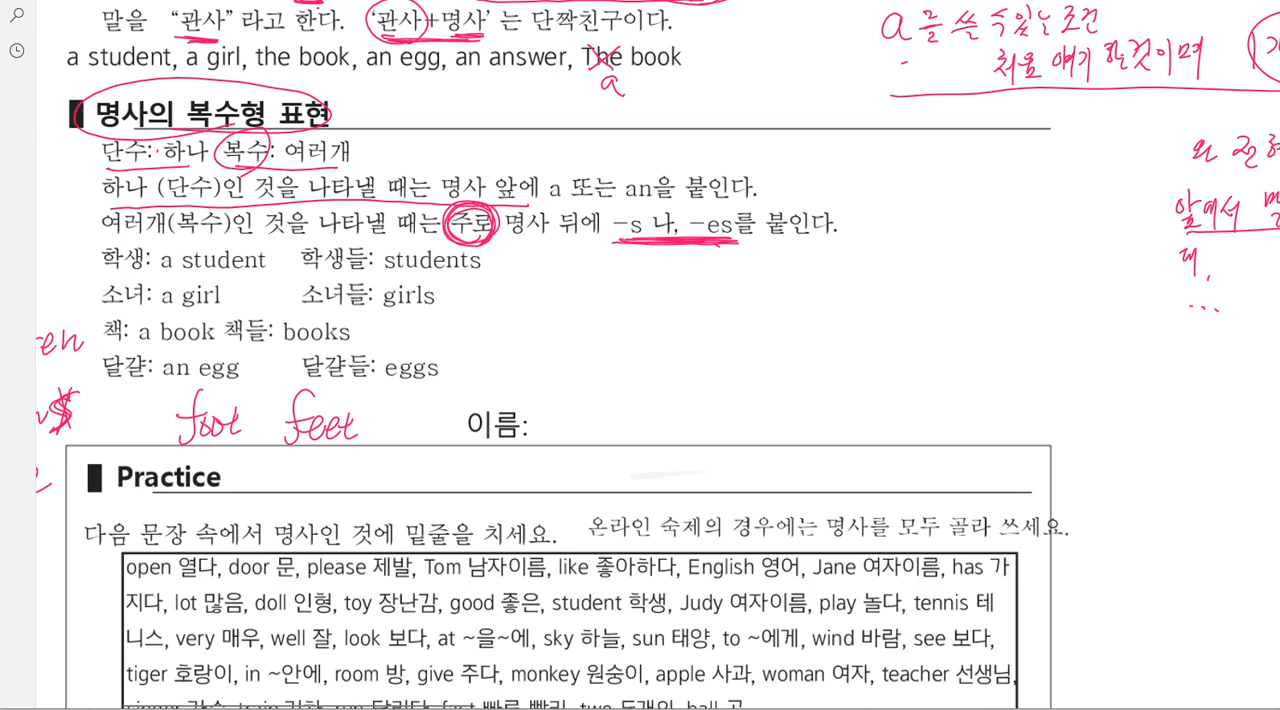 말을 “관사”라고 한다. ‘관사+명사’는 단짝친구이다.
a student, a girl, the book, an egg, an answer, The book
a
a를 쓸 수 있는 조건
처음 얘기 할것이며
명사의 복수형 표현
단수: 하나 복수: 여러개
하나 (단수)인 것을 나타낼 때는 명사 앞에 a 또는 an을 붙인다.
여러개(복수)인 것을 나타낼 때는 주로 명사 뒤에 –s 나, –es를 붙인다.
앞에서
...
학생: a student 학생들: students
소녀: a girl 소녀들: girls
책: a book 책들: books
달걀: an egg 달걀들: eggs
foot feet
이름:
Practice
다음 문장 속에서 명사인 것에 밑줄을 치세요. 온라인 숙제의 경우에는 명사를 모두 골라 쓰세요.
open 열다, door 문, please 제발, Tom 남자이름, like 좋아하다, English 영어, Jane 여자이름, has 가
지다, lot 많음, doll 인형, toy 장난감, good 좋은, student 학생, Judy 여자이름, play 놀다, tennis 테
니스, very 매우, well 잘, look 보다, at ~을~에, sky 하늘, sun 태양, to ~에게, wind 바람, see 보다,
tiger 호랑이, in ~안에, room 방, give 주다, monkey 원숭이, apple 사과, woman 여자, teacher 선생님,